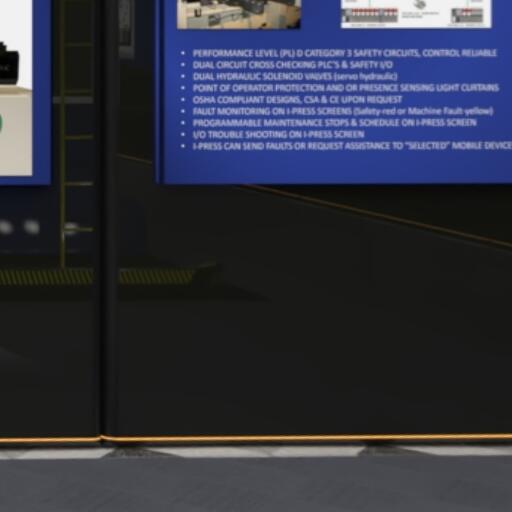 • PERFORMANCE LEVEL (PL) D CATEGORY 3 SAFETY CIRCUITS, CONTROL RELIABLE
• DUAL CIRCUIT CROSS CHECKING PLC'S & SAFETY I/O
• DUAL HYDRAULIC SOLENOID VALVES (servo hydraulic)
• POINT OF OPERATOR PROTECTION AND/OR PRESENCE SENSING LIGHT CURTAINS
• OSHA COMPLIANT DESIGNS, CSA & CE UPON REQUEST
• FAULT MONITORING ON I-PRESS SCREENS (Safety-red or Machine Fault-yellow)
• PROGRAMMABLE MAINTENANCE STOPS & SCHEDULE ON I-PRESS SCREEN
• I/O TROUBLE SHOOTING ON I-PRESS SCREEN
• I-PRESS CAN SEND FAULTS OR REQUEST ASSISTANCE TO "SELECTED" MOBILE DEVICE